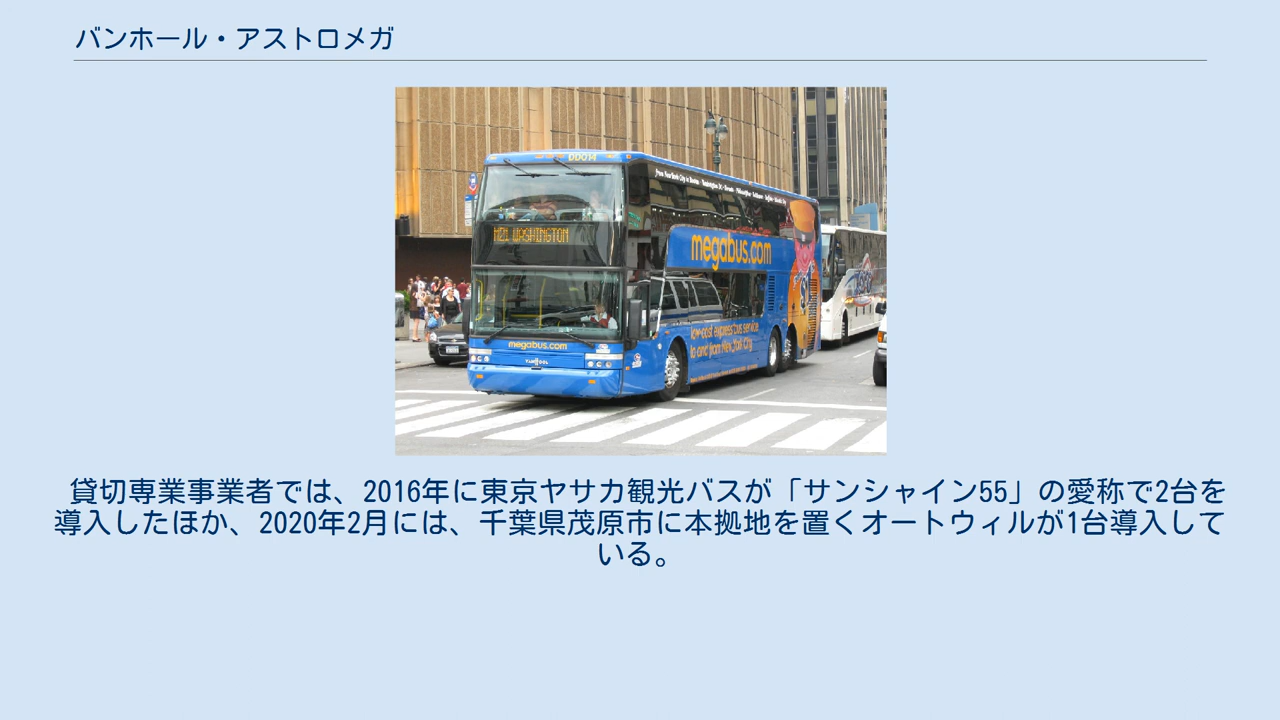 バンホール・アストロメガ
DD014
M21 WASHINGTON
megabus.com
low-cost express bus service
to and from New York City
megabus.com
VANHOOL
貸切専業事業者では、2016年に東京ヤサカ観光バスが「サンシャイン55」の愛称で2台を
導入したほか、2020年2月には、千葉県茂原市に本拠地を置くオートウィルが1台導入して
いる。